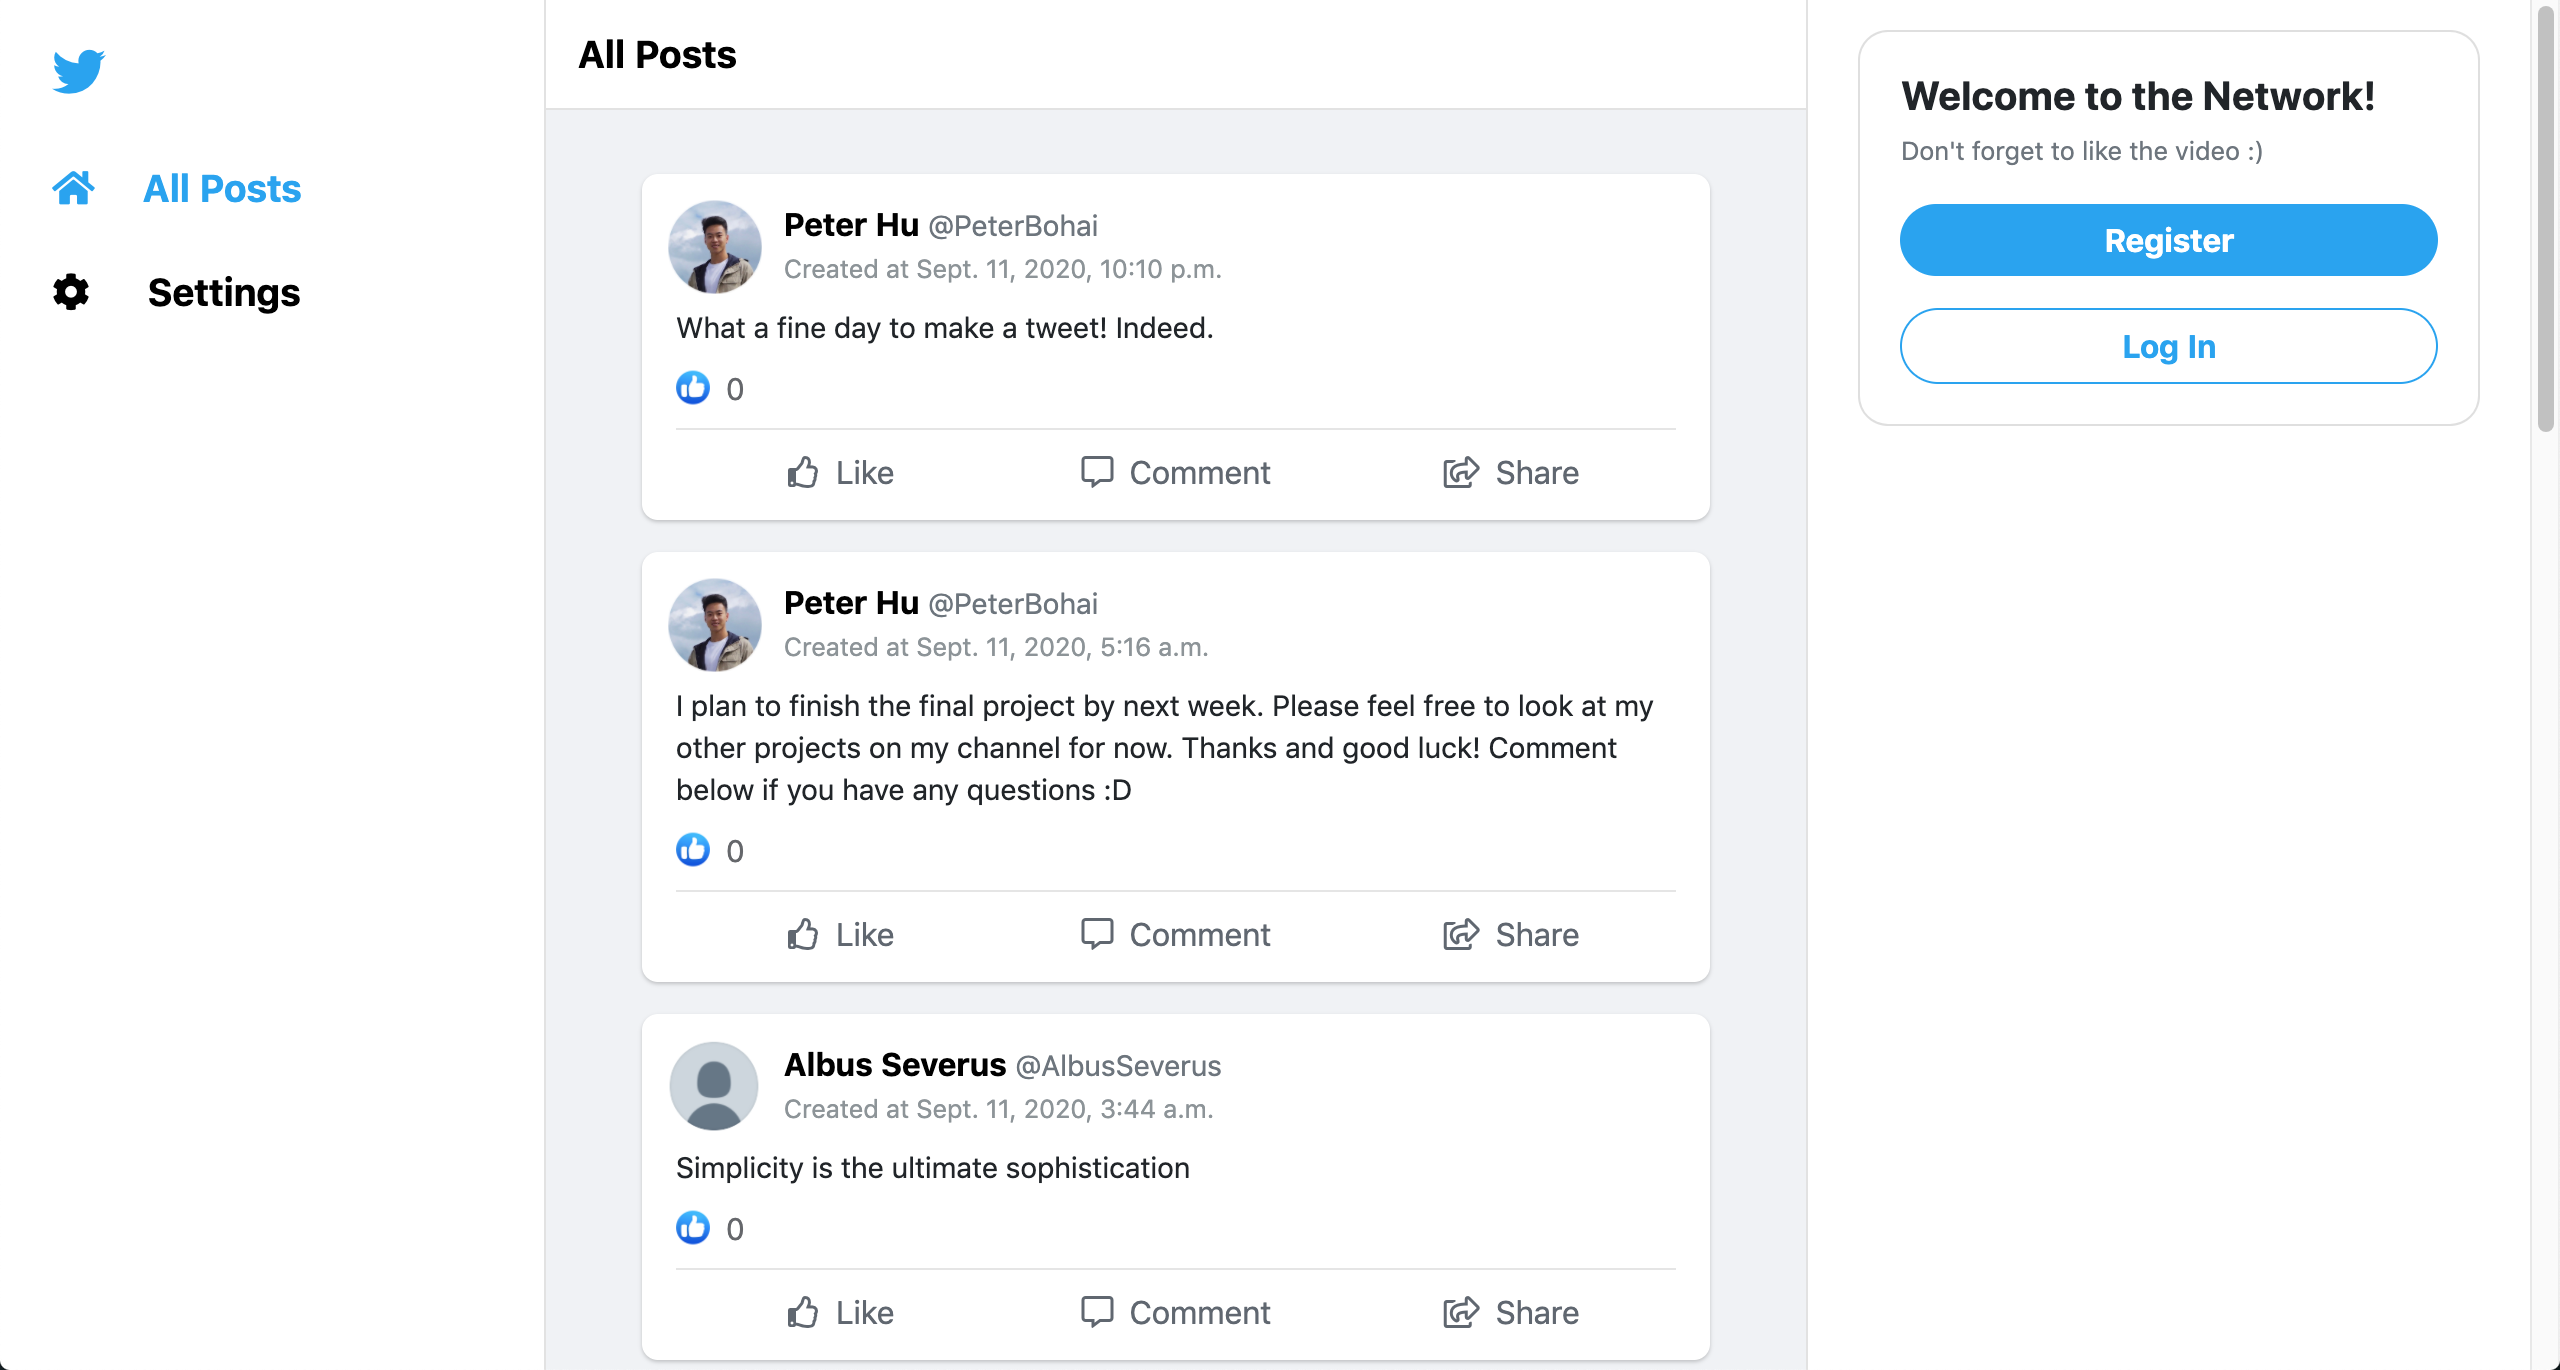 All Posts
Settings
All Posts
Peter Hu @PeterBohai
Created at Sept. 11, 2020, 10:10 p.m.
What a fine day to make a tweet! Indeed.
0
Like Comment Share
Peter Hu @PeterBohai
Created at Sept. 11, 2020, 5:16 a.m.
I plan to finish the final project by next week. Please feel free to look at my
other projects on my channel for now. Thanks and good luck! Comment
below if you have any questions :D
0
Like Comment Share
Albus Severus @AlbusSeverus
Created at Sept. 11, 2020, 3:44 a.m.
Simplicity is the ultimate sophistication
0
Like Comment Share
Welcome to the Network!
Don't forget to like the video :)
Register
Log In